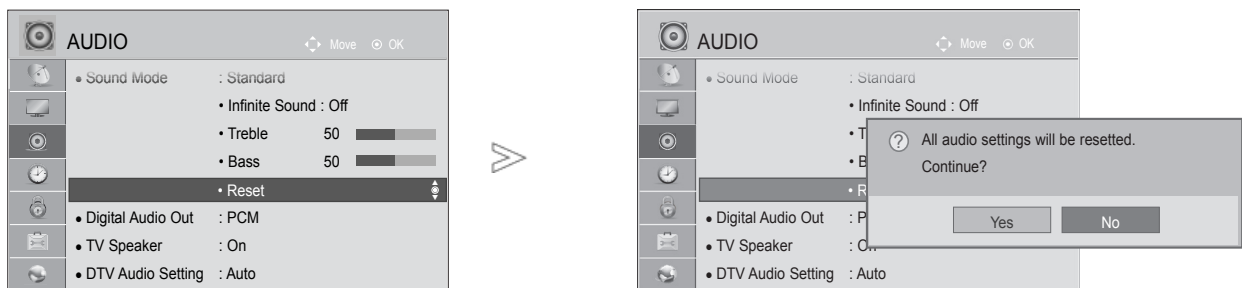 AUDIO
Move OK
• Sound Mode : Standard
• Infinite Sound : Off
• Treble 50
• Bass 50
• Reset
• Digital Audio Out : PCM
• TV Speaker : On
• DTV Audio Setting : Auto
AUDIO
Move OK
• Sound Mode : Standard
• Infinite Sound : Off
• T
• B
• R
• Digital Audio Out : P
• TV Speaker : On
• DTV Audio Setting : Auto
? All audio settings will be resetted.
Continue?
Yes No